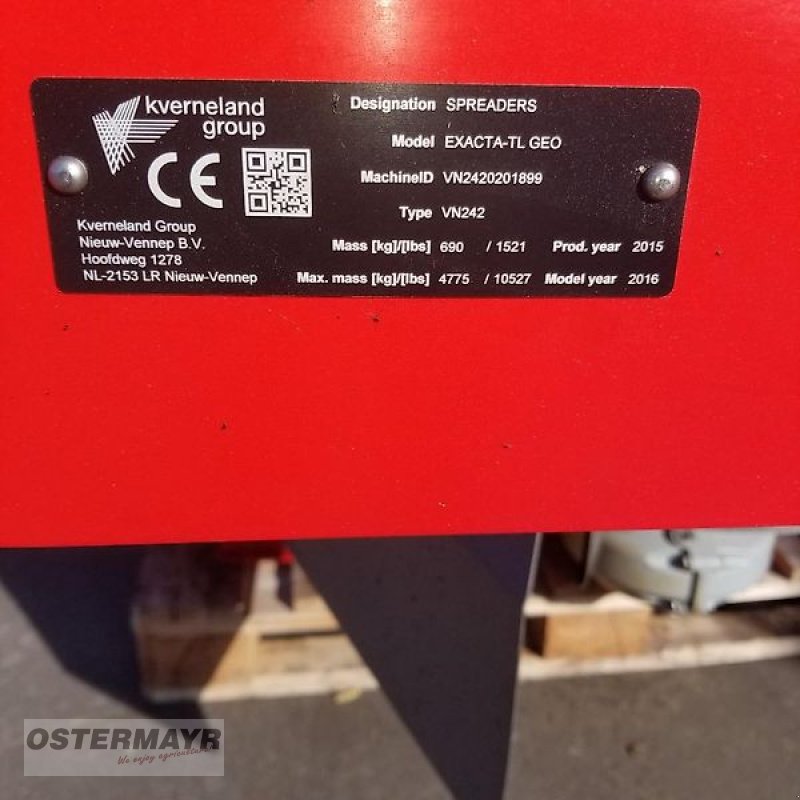 kverneland
group
CE
Kverneland Group
Nieuw-Vennep B.V.
Hoofdweg 1278
NL-2153 LR Nieuw-Vennep
Designation SPREADERS
Model EXACTA-TL GEO
MachineID VN2420201899
Type VN242
Mass [kg]/[lbs] 690 / 1521 Prod. year 2015
Max. mass [kg]/[lbs] 4775 / 10527 Model year 2016
OSTERMAYR
We enjoy agriculture